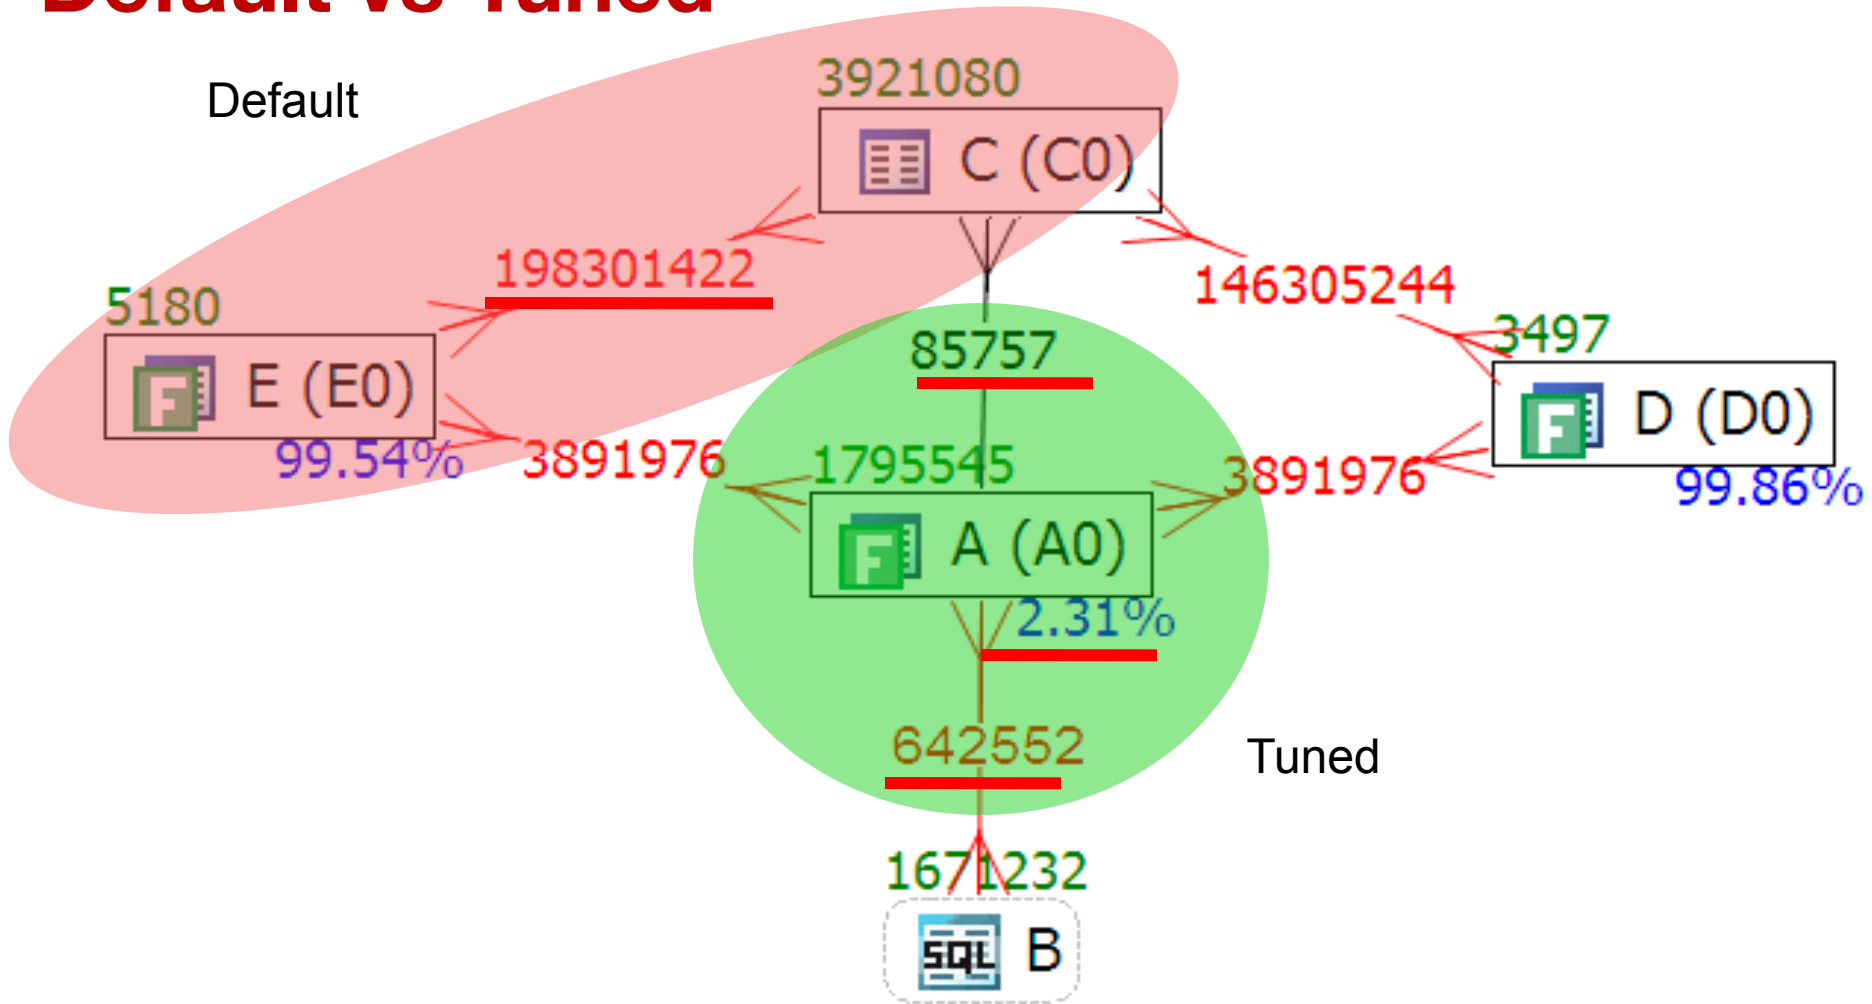 Default vs Tuned
Default
3921080
C (C0)
198301422
146305244
5180
E (E0)
99.54%
85757
3497
D (D0)
99.86%
3891976
1795545
3891976
F
A (A0)
2.31%
642552
Tuned
1671232
SQL B